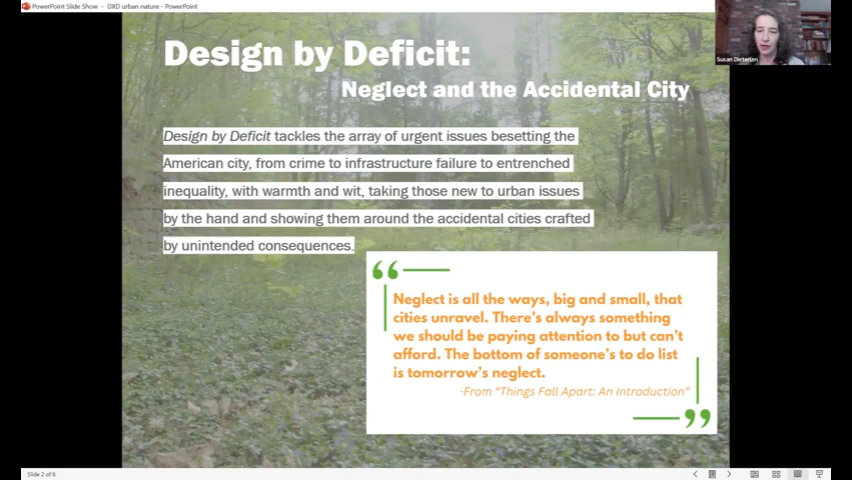 PowerPoint Slide Show - DXD urban nature - PowerPoint
Susan Dieterlen
Design by Deficit:
Neglect and the Accidental City
Design by Deficit tackles the array of urgent issues besetting the
American city, from crime to infrastructure failure to entrenched
inequality, with warmth and wit, taking those new to urban issues
by the hand and showing them around the accidental cities crafted
by unintended consequences.
“
Neglect is all the ways, big and small, that
cities unravel. There's always something
we should be paying attention to but can't
afford. The bottom of someone's to do list
is tomorrow's neglect.
-From “Things Fall Apart: An Introduction”
”
Slide 2 of 8